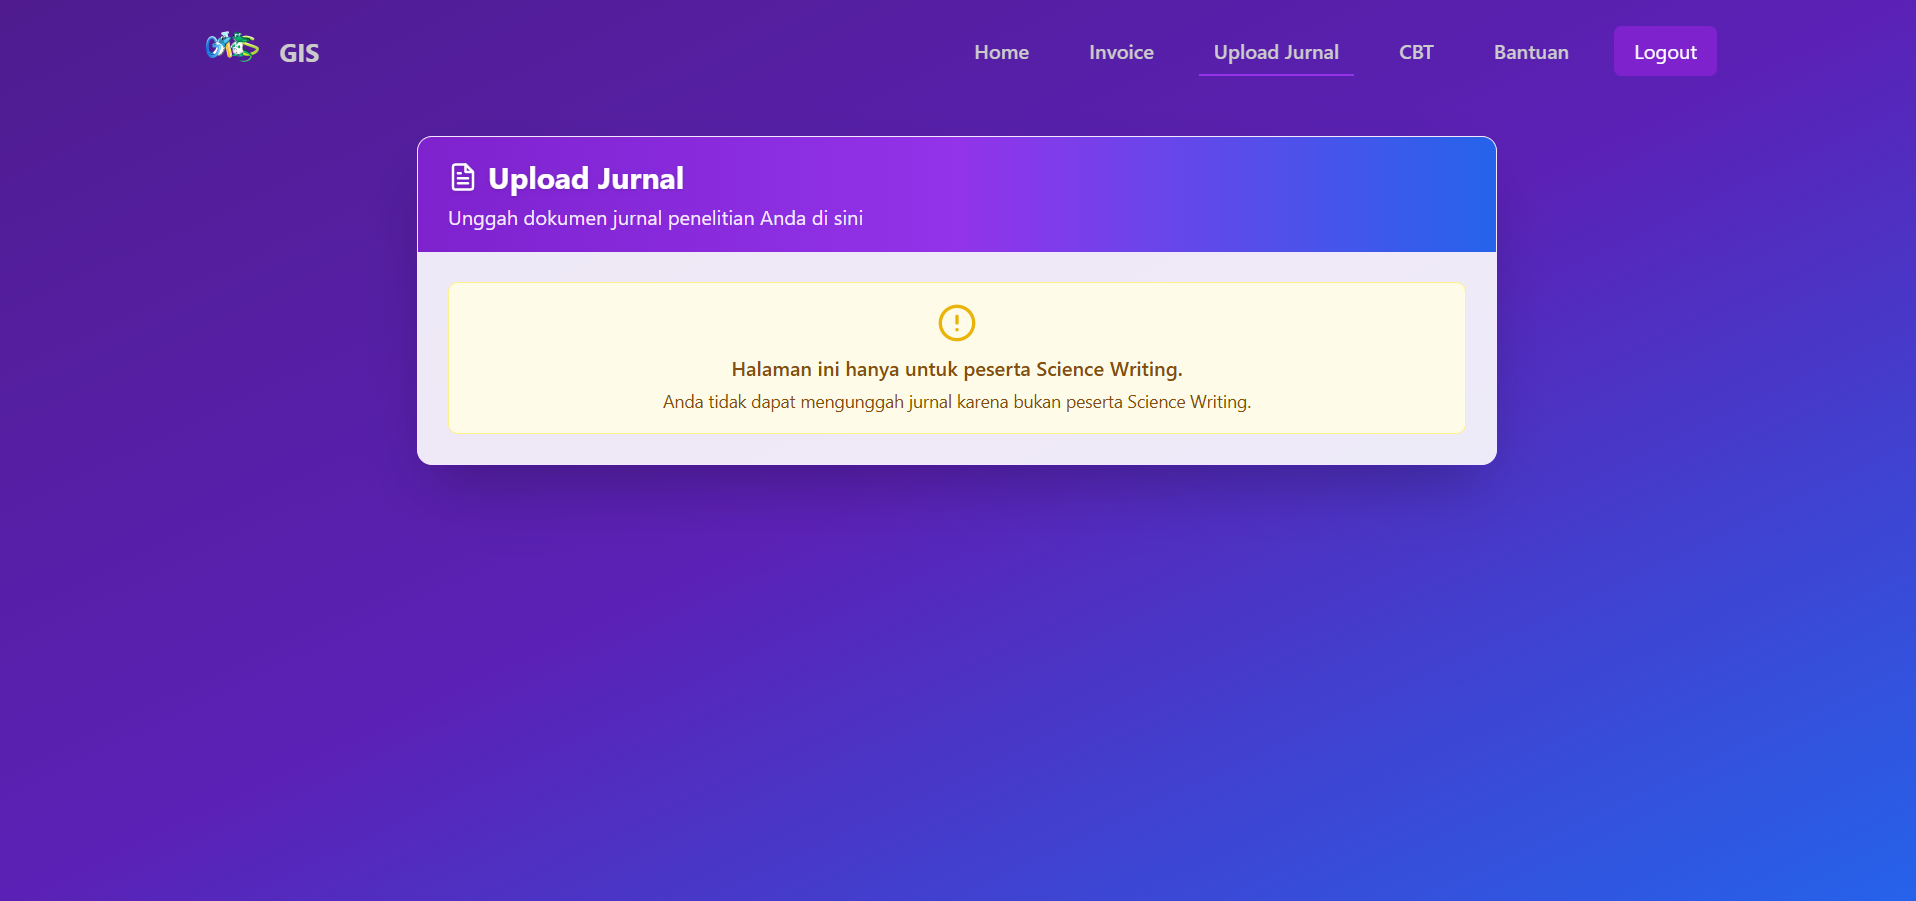 GIS
Home
Invoice
Upload Jurnal
CBT
Bantuan
Logout
Upload Jurnal
Unggah dokumen jurnal penelitian Anda di sini
Halaman ini hanya untuk peserta Science Writing.
Anda tidak dapat mengunggah jurnal karena bukan peserta Science Writing.